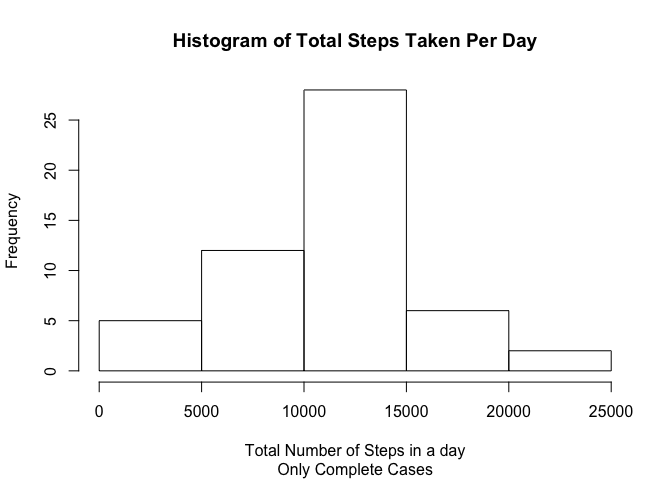 Histogram of Total Steps Taken Per Day
Frequency
25
20
15
10
5
0
0 5000 10000 15000 20000 25000
Total Number of Steps in a day
Only Complete Cases